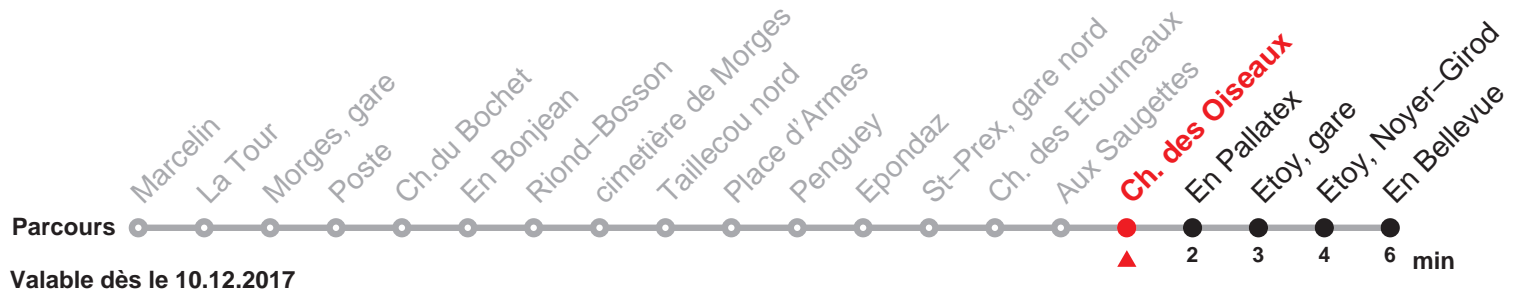 Marcelin
La Tour
Morges, gare
Poste
Ch.du Bochet
En Bonjean
Riond–Bosson
cimetière de Morges
Taillecou nord
Place d'Armes
Penguey
Epondaz
St–Prex, gare nord
Ch. des Etourneaux
Aux Saugettes
Ch. des Oiseaux
En Pallatex
Etoy, gare
Etoy, Noyer–Girod
En Bellevue
Parcours
2 3 4 6 min
Valable dès le 10.12.2017